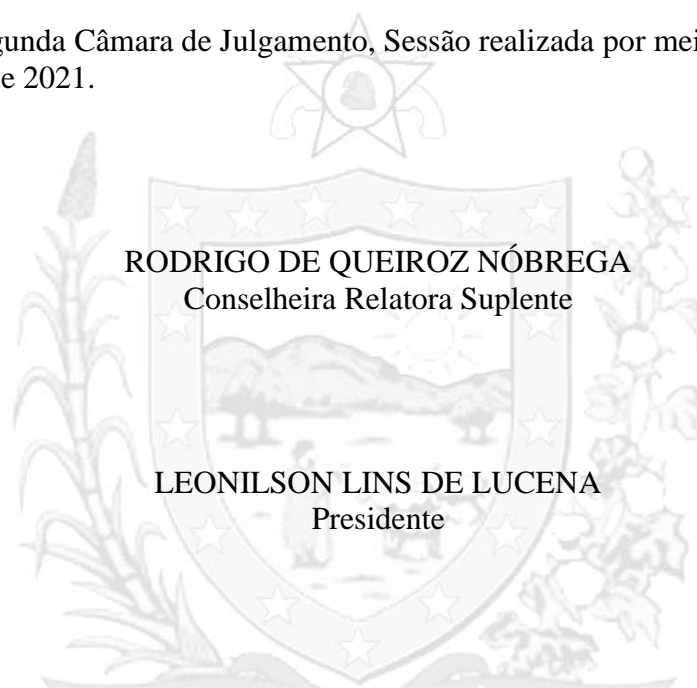 gunda Câmara de Julgamento, Sessão realizada por mei
de 2021.
RODRIGO DE QUEIROZ NÓBREGA
Conselheira Relatora Suplente
LEONILSON LINS DE LUCENA
Presidente